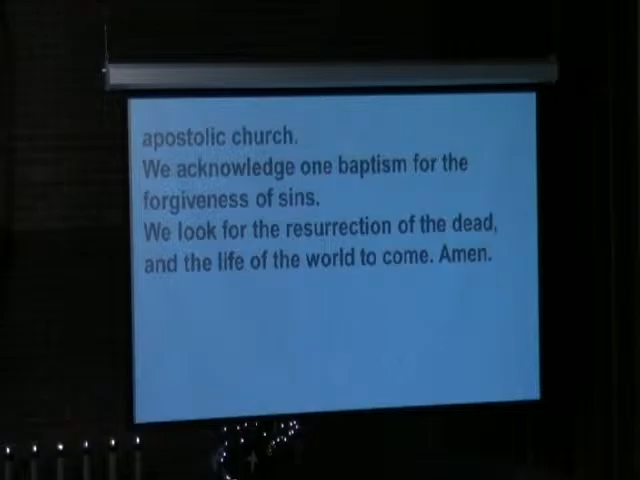 apostolic church.
We acknowledge one baptism for the
forgiveness of sins.
We look for the resurrection of the dead,
and the life of the world to come. Amen.